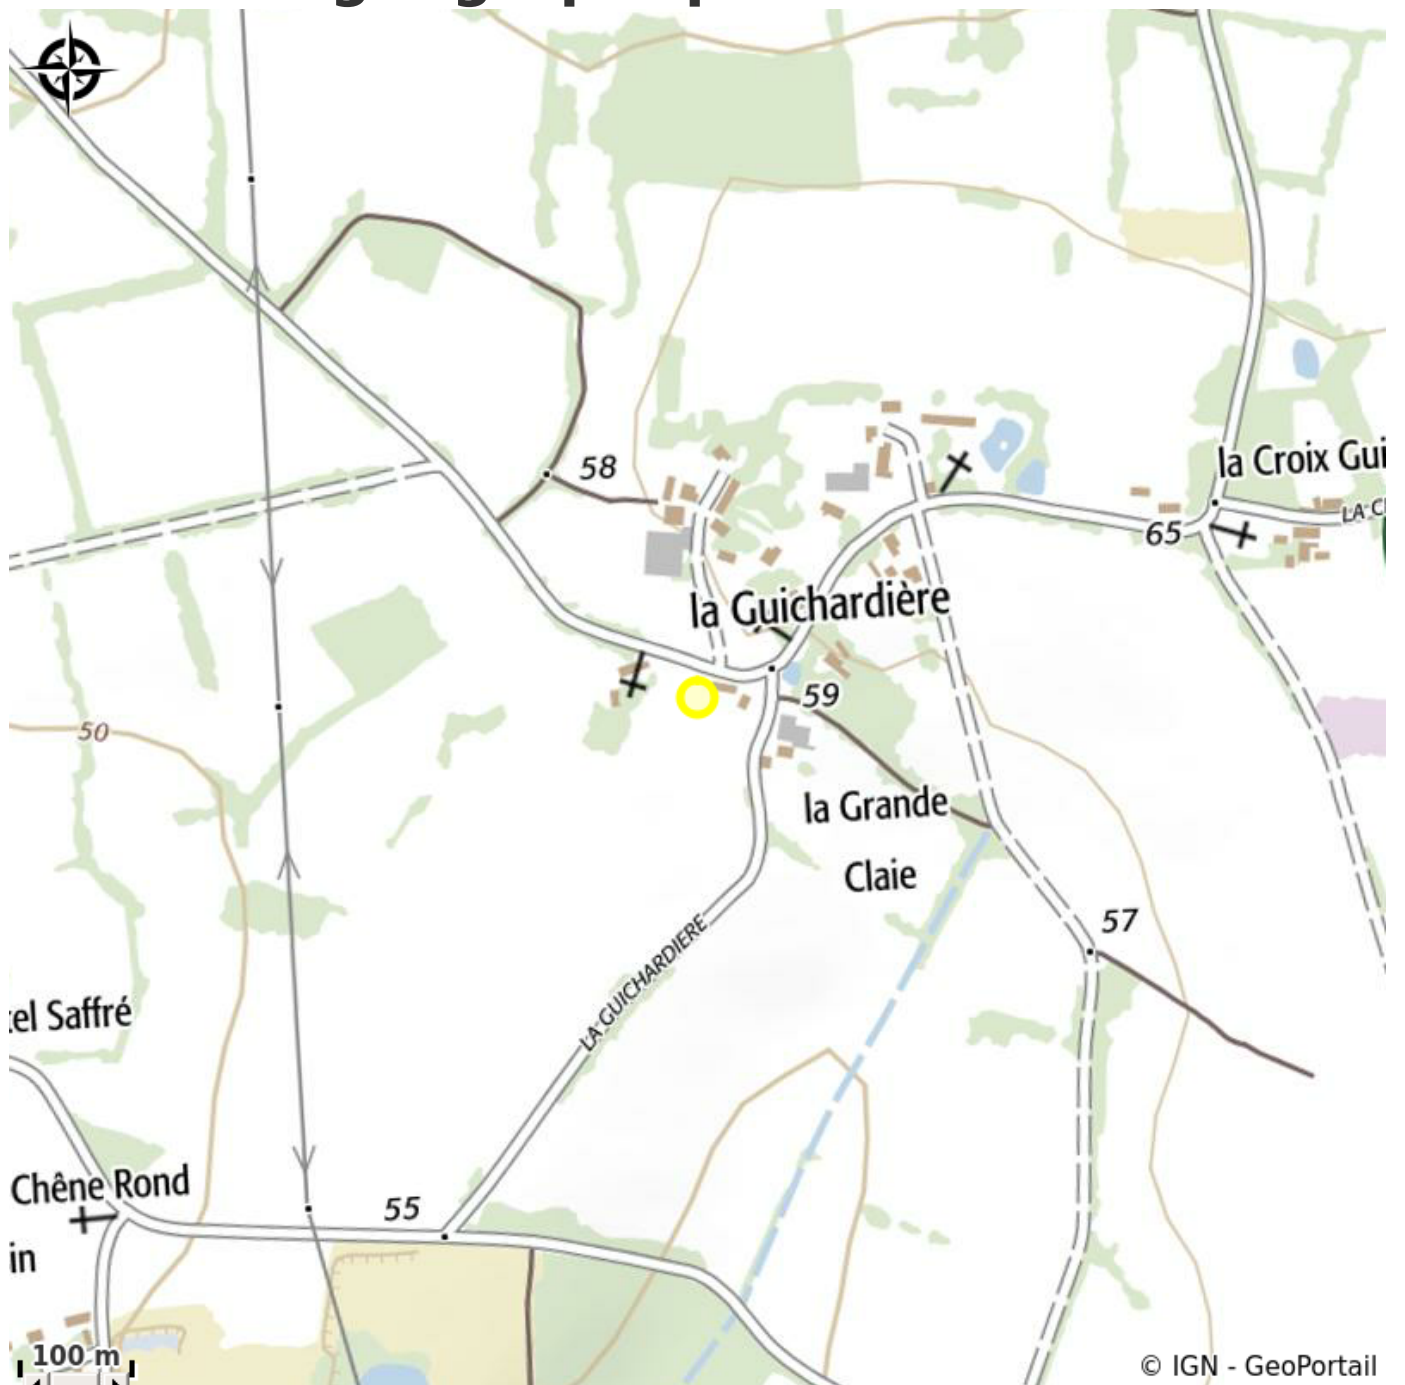 58
la Croix Gui
LA C
65
la Guichardière
59
50
la Grande
Claie
57
LA GUICHARDIERE
el Saffré
Chêne Rond
55
in
100 m
© IGN - GeoPortail